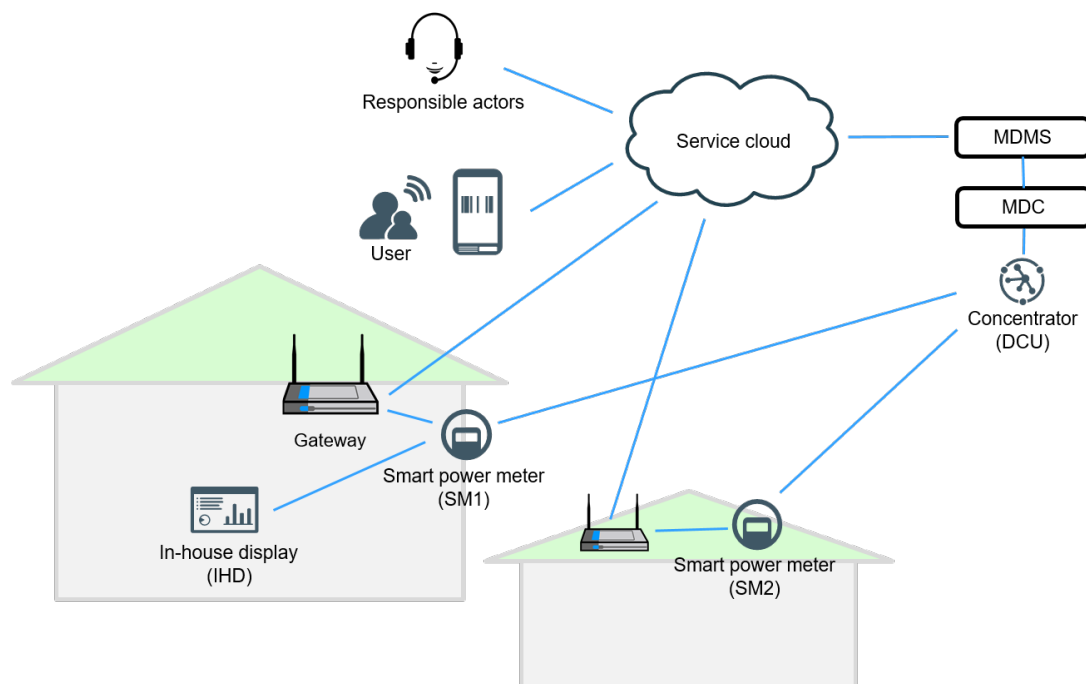 Responsible actors
Service cloud
MDMS
MDC
User
Concentrator
(DCU)
Gateway
Smart power meter
(SM1)
In-house display
(IHD)
Smart power meter
(SM2)